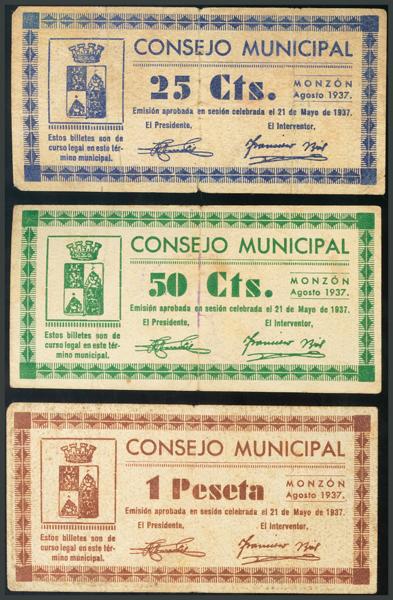 CONSEJO MUNICIPAL
25 Cts.
MONZÓN
Agosto 1937.
Emisión aprobada en sesión celebrada el 21 de Mayo de 1937.
El Presidente,
El Interventor,
Estos billetes son de
curso legal en este tér-
mino municipal.
Francisco
CONSEJO MUNICIPAL
50 Cts.
MONZÓN
Agosto 1937.
Emisión aprobada en sesión celebrada el 21 de Mayo de 1937.
El Presidente,
El Interventor,
Estos billetes son de
curso legal en este tér-
mino municipal.
Francisco
CONSEJO MUNICIPAL
1 Peseta
MONZÓN
Agosto 1937.
Emisión aprobada en sesión celebrada el 21 de Mayo de 1937.
El Presidente,
El Interventor,
Estos billetes son de
curso legal en este tér-
mino municipal.
Francisco